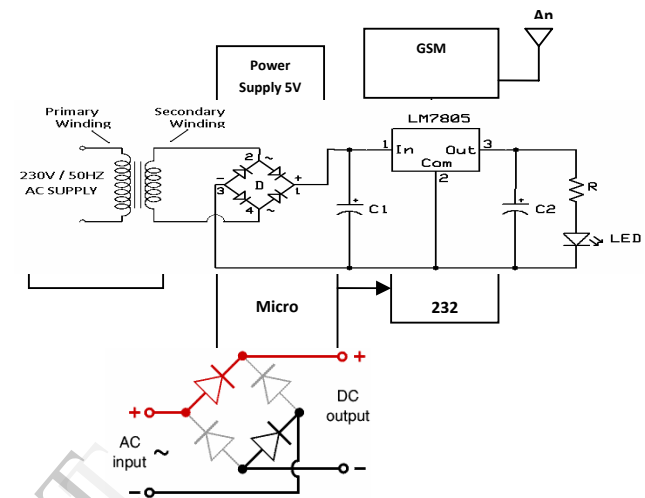 An
GSM
Power
Supply 5V
LM7805
Primary
Winding
Secondary
Winding
230V / 50HZ
AC SUPPLY
2
~
-
+
3
D
1
4
~
1
In
Out
3
Com
2
+
C1
+
C2
R
LED
Micro
232
+
+
DC
output
AC
input
~
-
-